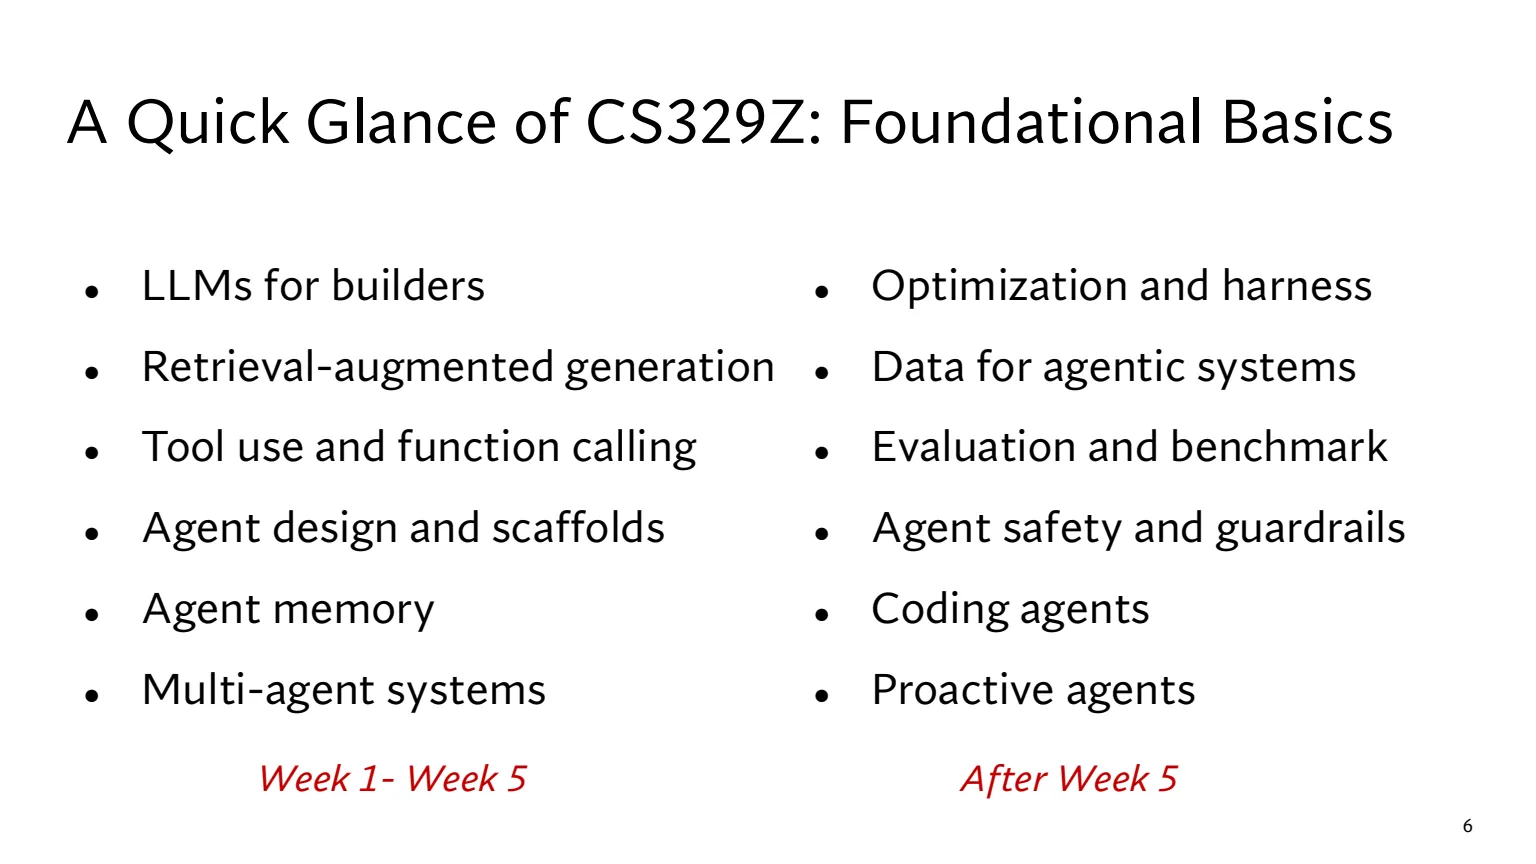 A Quick Glance of CS329Z: Foundational Basics
● LLMs for builders
● Retrieval-augmented generation
● Tool use and function calling
● Agent design and scaffolds
● Agent memory
● Multi-agent systems
Week 1- Week 5
● Optimization and harness
● Data for agentic systems
● Evaluation and benchmark
● Agent safety and guardrails
● Coding agents
● Proactive agents
After Week 5
6